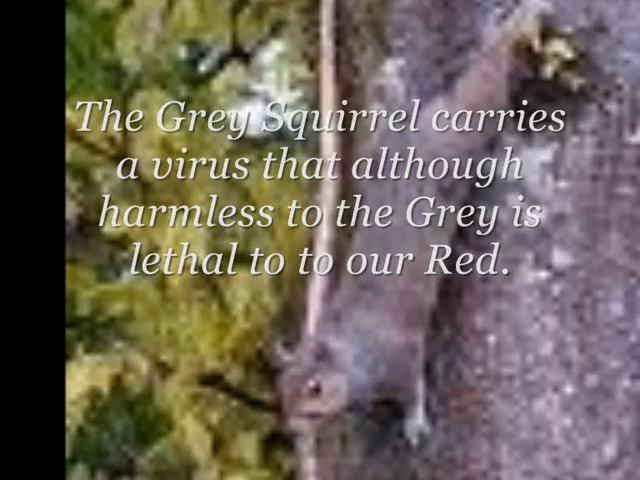 The Grey Squirrel carries
a virus that although
harmless to the Grey is
lethal to to our Red.